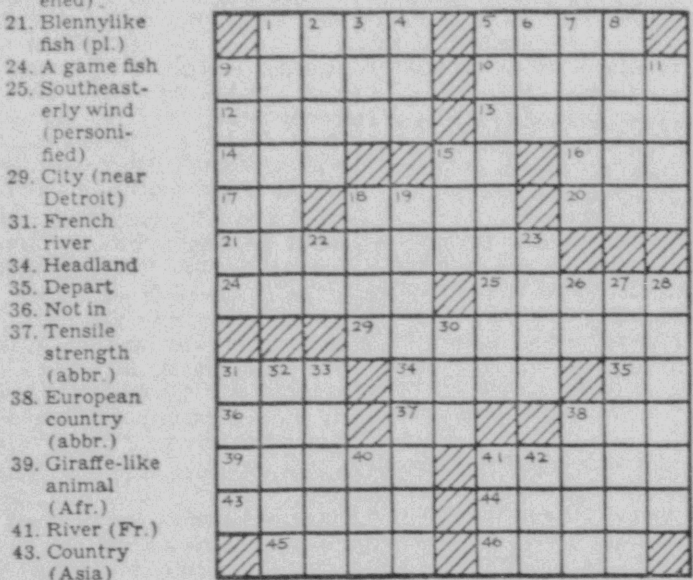 ened)
21. Blennylike
fish (pl.)
24. A game fish
25. Southeast-
erly wind
(personi-
fied)
29. City (near
Detroit)
31. French
river
34. Headland
35. Depart
36. Not in
37. Tensile
strength
(abbr.)
38. European
country
(abbr.)
39. Giraffe-like
animal
(Afr.)
41. River (Fr.)
43. Country
(Asia)
1 2 3 4 5 6 7 8
9 10 11
12 13
14 15 16
17 18 19 20
21 22 23
24 25 26 27 28
29 30
31 32 33 34 35
36 37 38
39 40 41 42
43 44
45 46